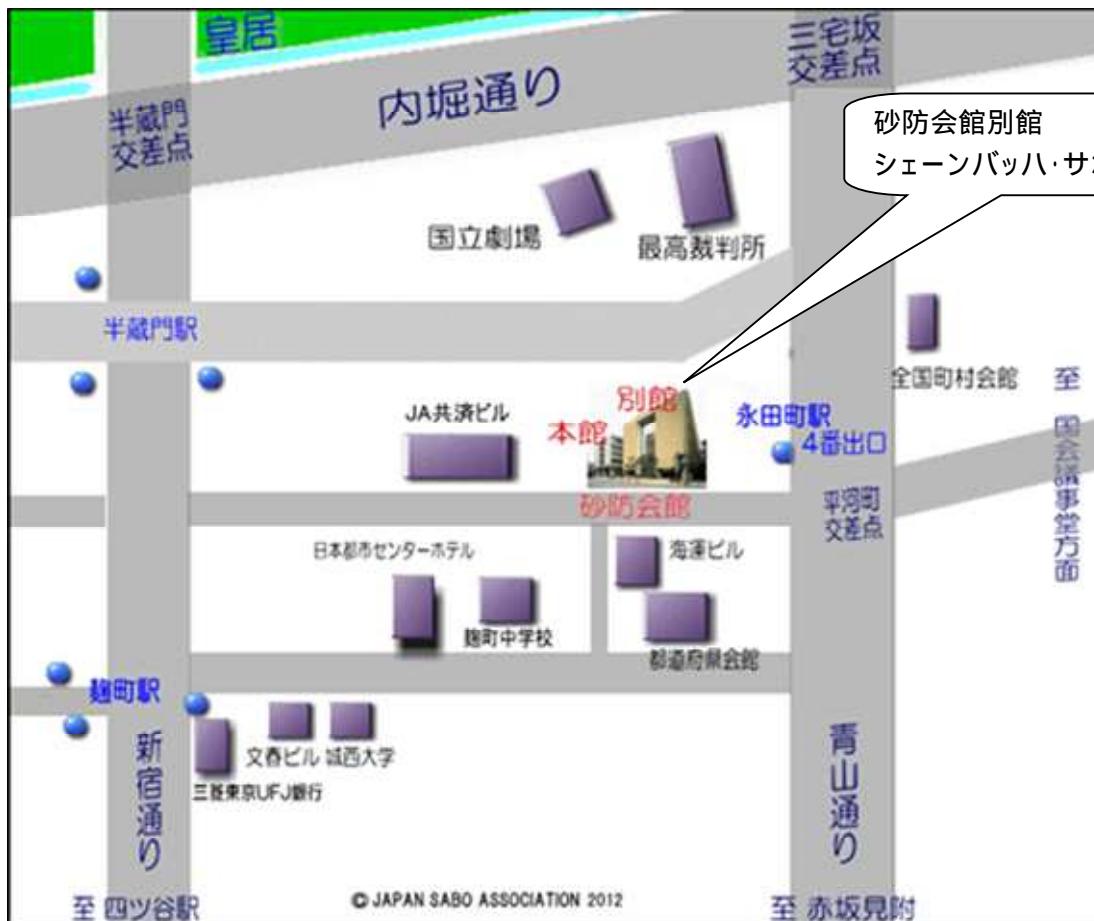 皇居
三宅坂
交差点
内堀通り
半蔵門
交差点
砂防会館別館
シェーンバッハ・サ
国立劇場
最高裁判所
半蔵門駅
全国町村会館
至 国会議事堂方面
別館
本館
JA共済ビル
永田町駅
4番出口
砂防会館
平河町
交差点
日本都市センターホテル
海運ビル
麹町中学校
都道府県会館
麹町駅
新宿通り
文春ビル
城西大学
三菱東京UFJ銀行
青山通り
至 四ツ谷駅
© JAPAN SABO ASSOCIATION 2012
至 赤坂見附